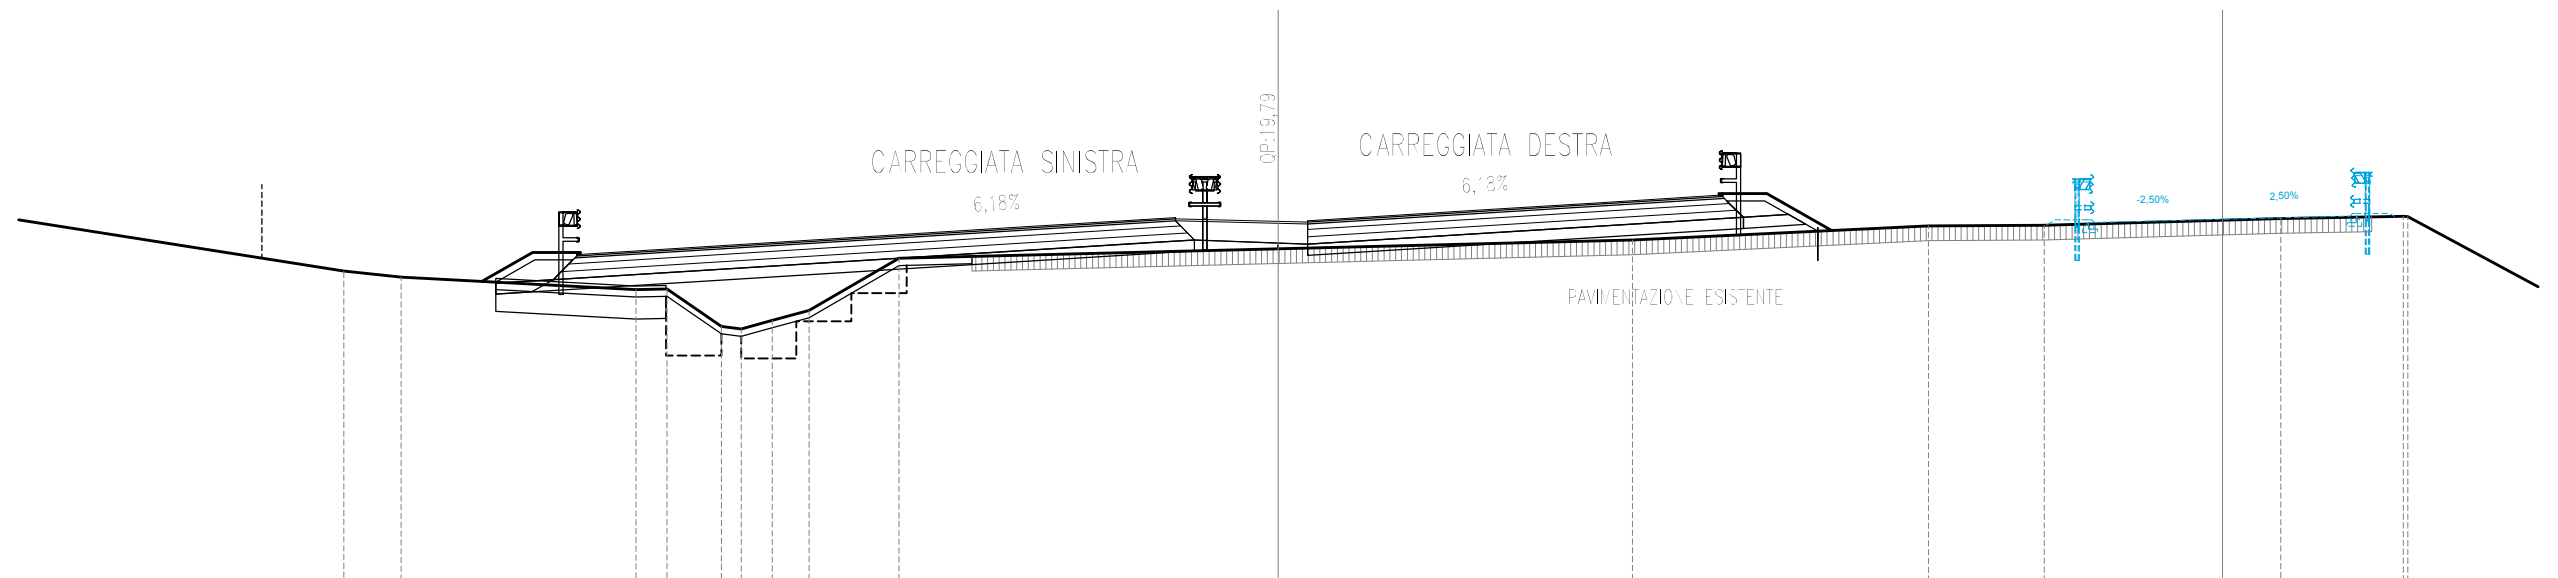 QP:19,79
CARREGGIATA DESTRA
CARREGGIATA SINISTRA
6,18%
6,18%
-2,50%
2,50%
PAVIMENTAZIONE ESISTENTE